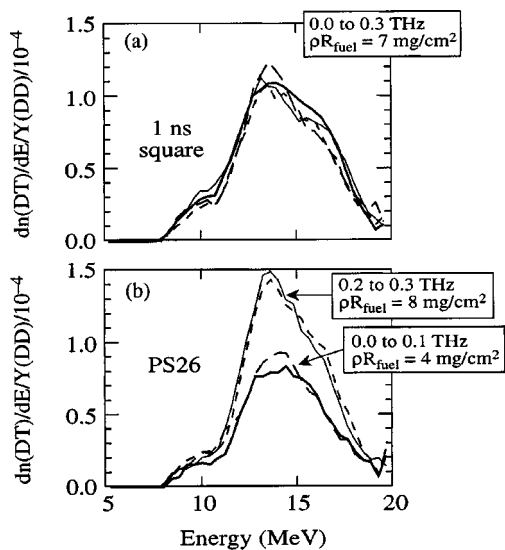 0.0 to 0.3 THz
ρR_fuel = 7 mg/cm²
(a)
1 ns
square
dn(DT)/dE/Y(DD)/10⁻⁴
1.0
0.5
0.0
(b)
PS26
0.2 to 0.3 THz
ρR_fuel = 8 mg/cm²
0.0 to 0.1 THz
ρR_fuel = 4 mg/cm²
dn(DT)/dE/Y(DD)/10⁻⁴
1.5
1.0
0.5
0.0
5 10 15 20
Energy (MeV)